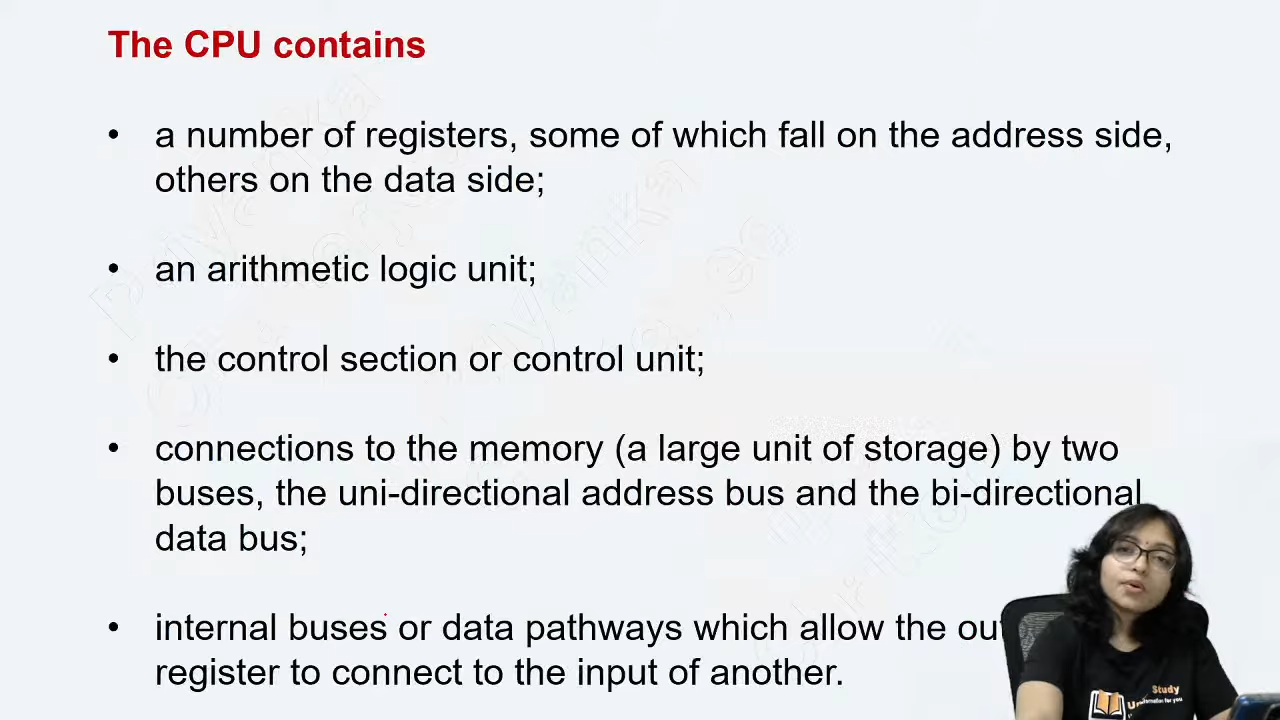 The CPU contains
• a number of registers, some of which fall on the address side,
others on the data side;
• an arithmetic logic unit;
• the control section or control unit;
• connections to the memory (a large unit of storage) by two
buses, the uni-directional address bus and the bi-directional
data bus;
• internal buses or data pathways which allow the
register to connect to the input of another.
Study